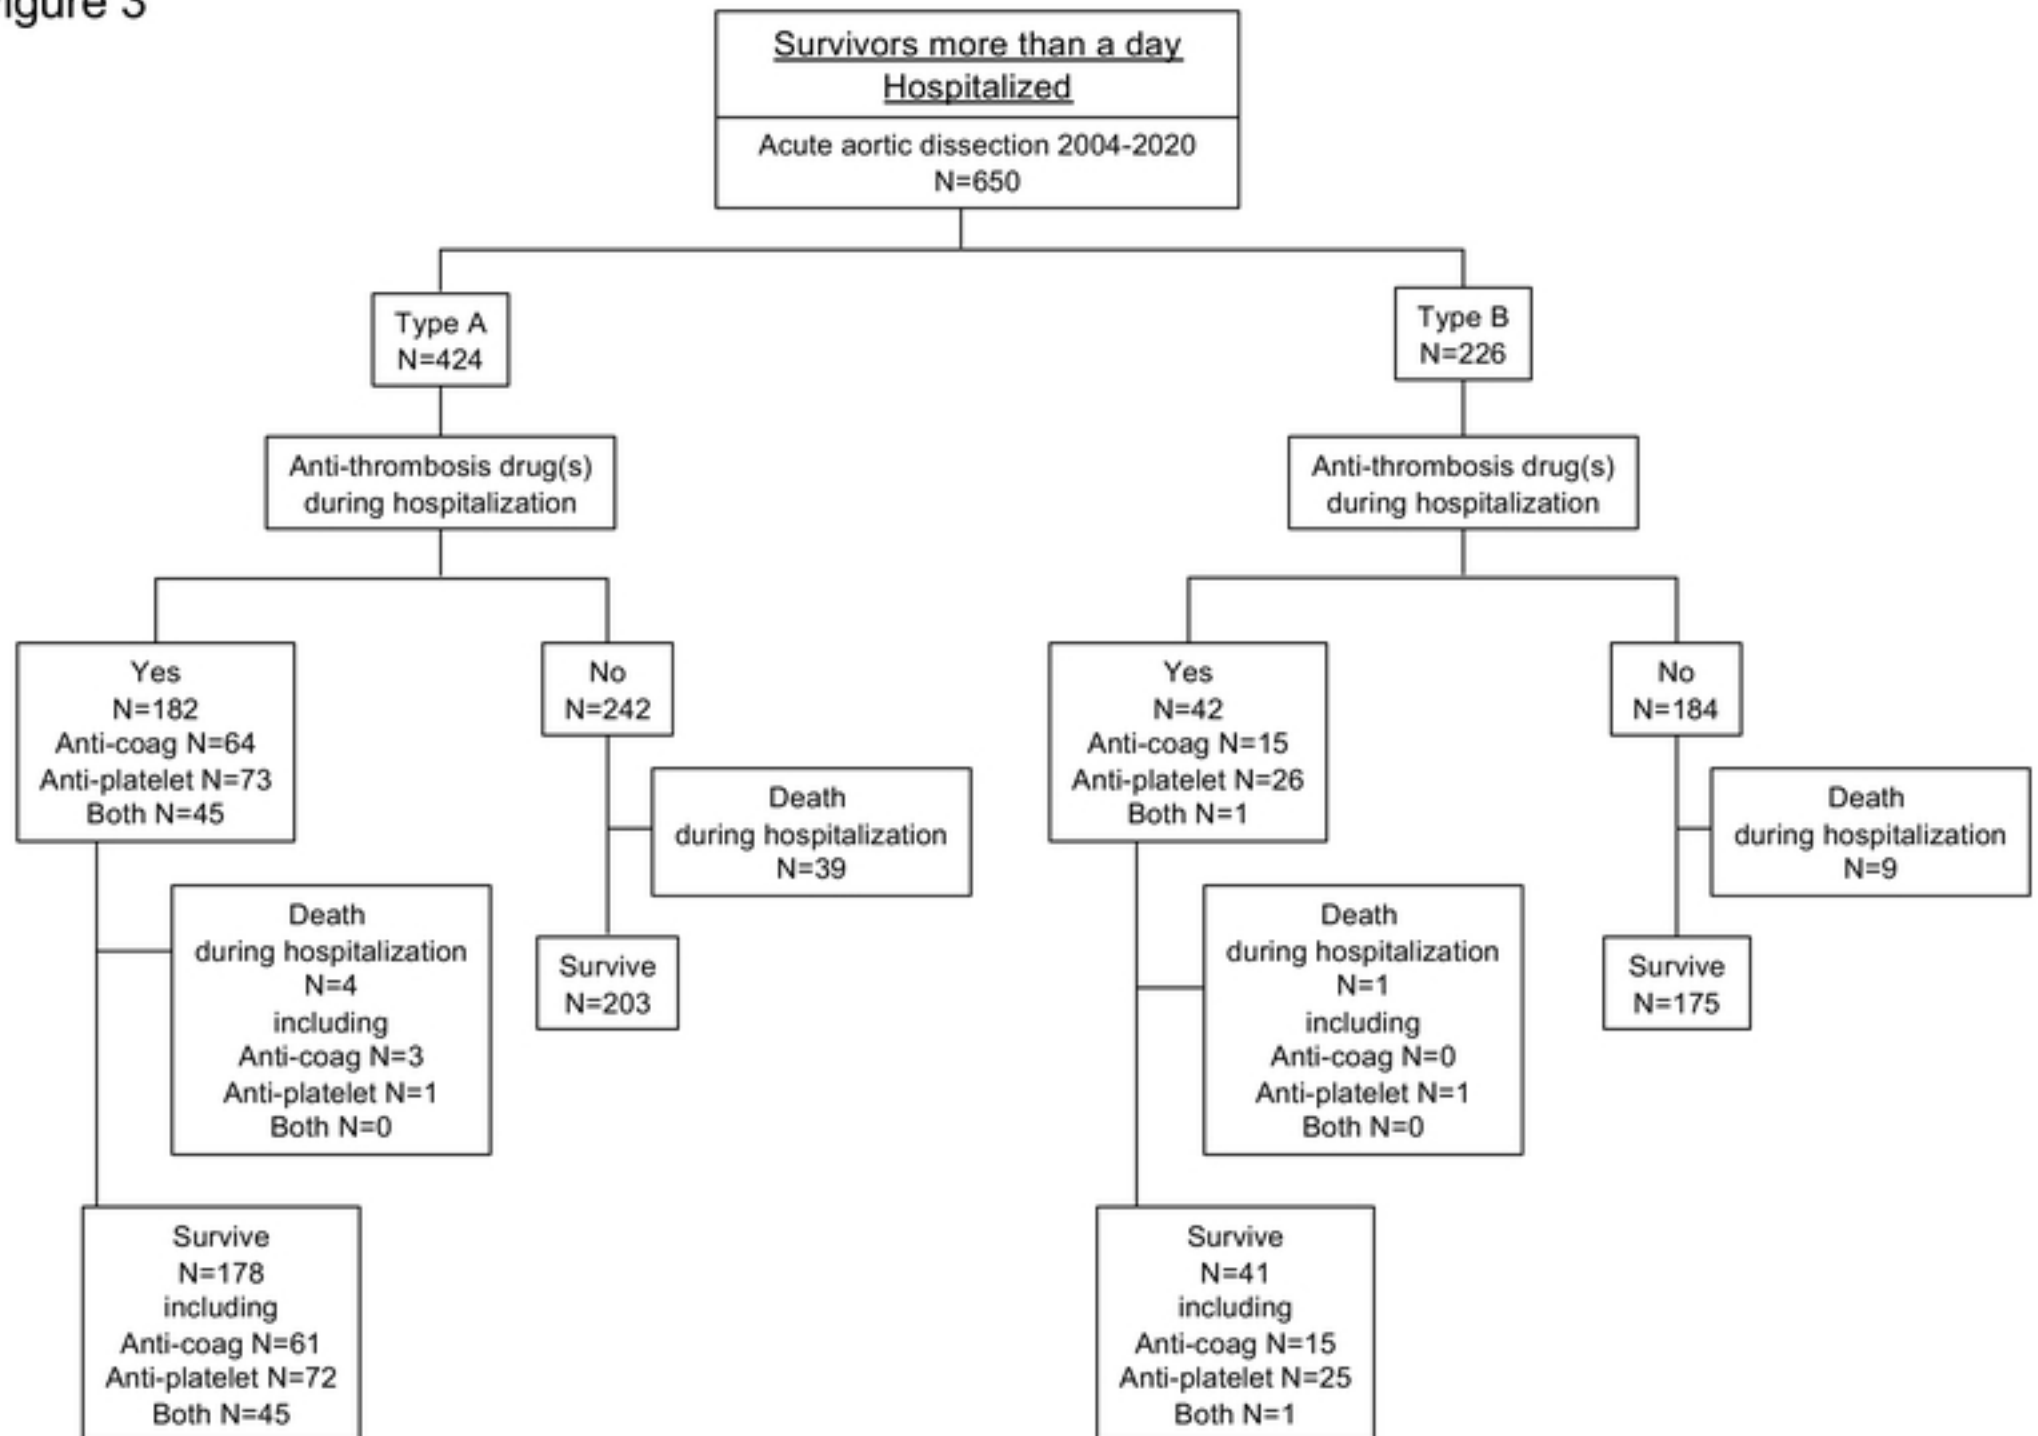 igure 3
Survivors more than a day
Hospitalized
Acute aortic dissection 2004-2020
N=650
Type A
N=424
Anti-thrombosis drug(s)
during hospitalization
Yes
N=182
Anti-coag N=64
Anti-platelet N=73
Both N=45
No
N=242
Death
during hospitalization
N=39
Survive
N=203
Death
during hospitalization
N=4
including
Anti-coag N=3
Anti-platelet N=1
Both N=0
Survive
N=178
including
Anti-coag N=61
Anti-platelet N=72
Both N=45
Type B
N=226
Anti-thrombosis drug(s)
during hospitalization
Yes
N=42
Anti-coag N=15
Anti-platelet N=26
Both N=1
No
N=184
Death
during hospitalization
N=9
Survive
N=175
Death
during hospitalization
N=1
including
Anti-coag N=0
Anti-platelet N=1
Both N=0
Survive
N=41
including
Anti-coag N=15
Anti-platelet N=25
Both N=1